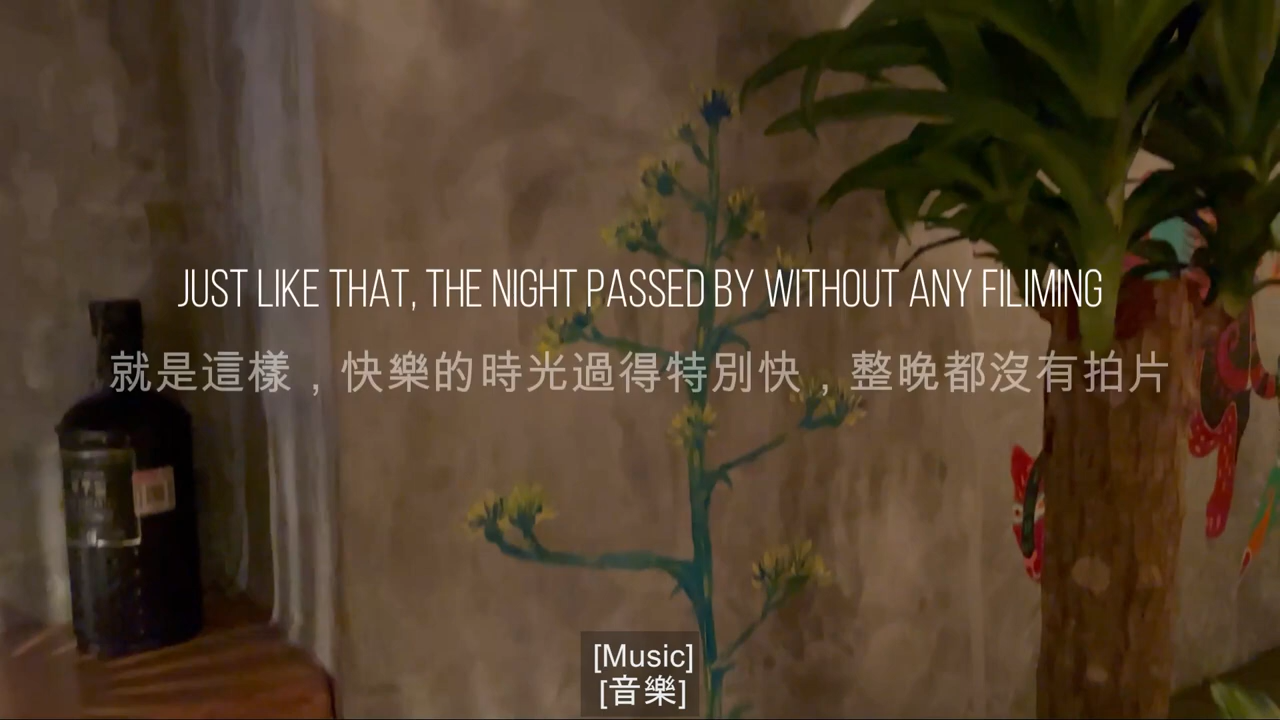 JUST LIKE THAT, THE NIGHT PASSED BY WITHOUT ANY FILIMING
就是這樣，快樂的時光過得特別快，整晚都沒有拍片
[Music]
[音樂]